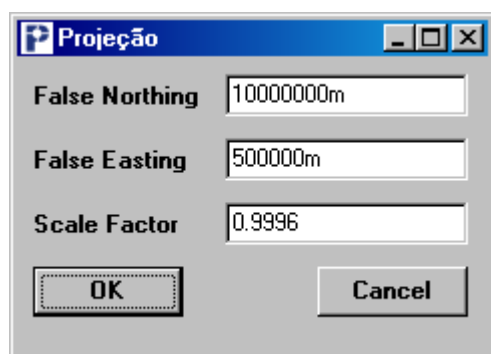 Projeção
False Northing 10000000m
False Easting 500000m
Scale Factor 0.9996
OK Cancel